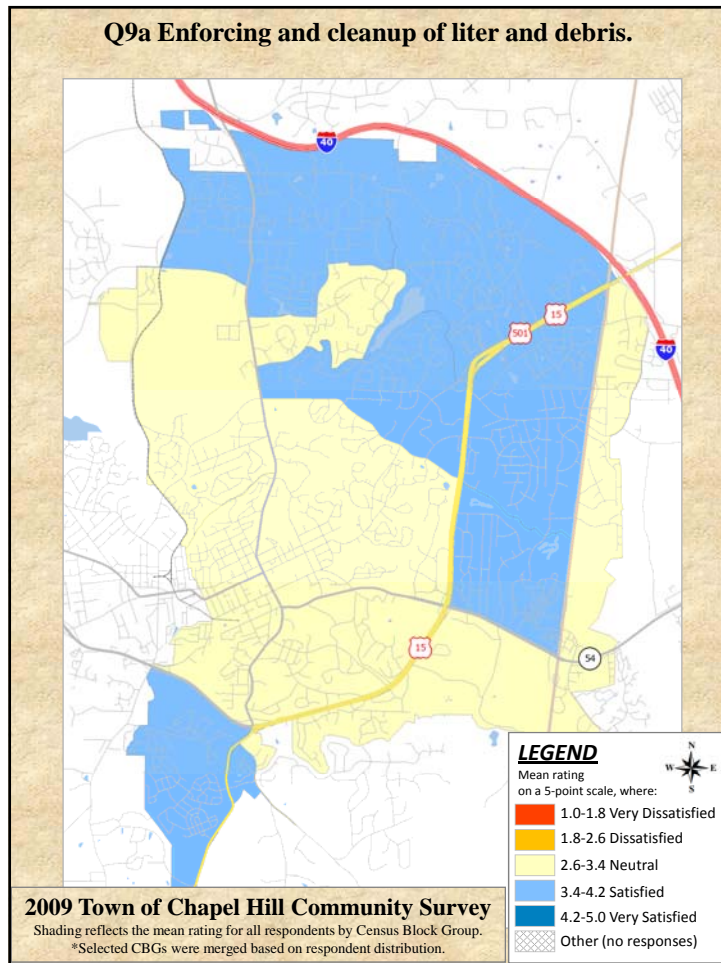 Q9a Enforcing and cleanup of liter and debris.
40
15
501
40
15
54
LEGEND
Mean rating
on a 5-point scale, where:
N
W E
S
1.0-1.8 Very Dissatisfied
1.8-2.6 Dissatisfied
2.6-3.4 Neutral
3.4-4.2 Satisfied
4.2-5.0 Very Satisfied
Other (no responses)
2009 Town of Chapel Hill Community Survey
Shading reflects the mean rating for all respondents by Census Block Group.
*Selected CBGs were merged based on respondent distribution.